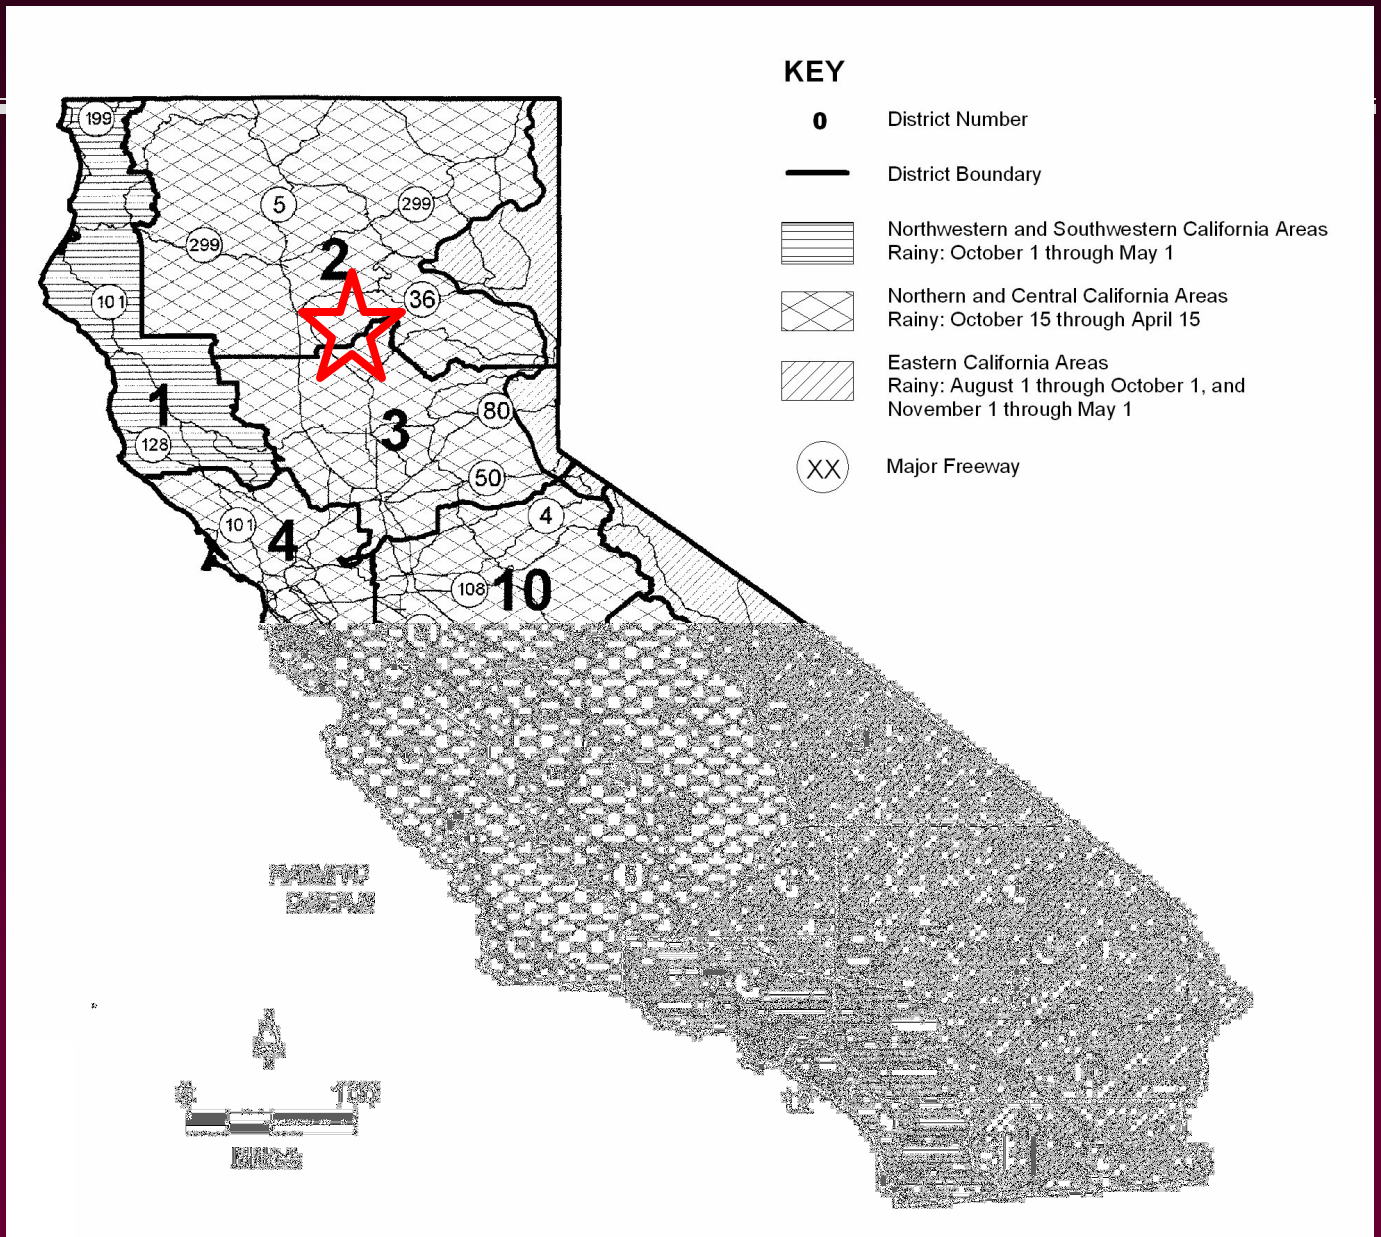 KEY
0 District Number
District Boundary
Northwestern and Southwestern California Areas
Rainy: October 1 through May 1
Northern and Central California Areas
Rainy: October 15 through April 15
Eastern California Areas
Rainy: August 1 through October 1, and
November 1 through May 1
XX Major Freeway
199
5
299
299
2
101
36
1
80
3
128
50
101
4
4
108
10
0 100